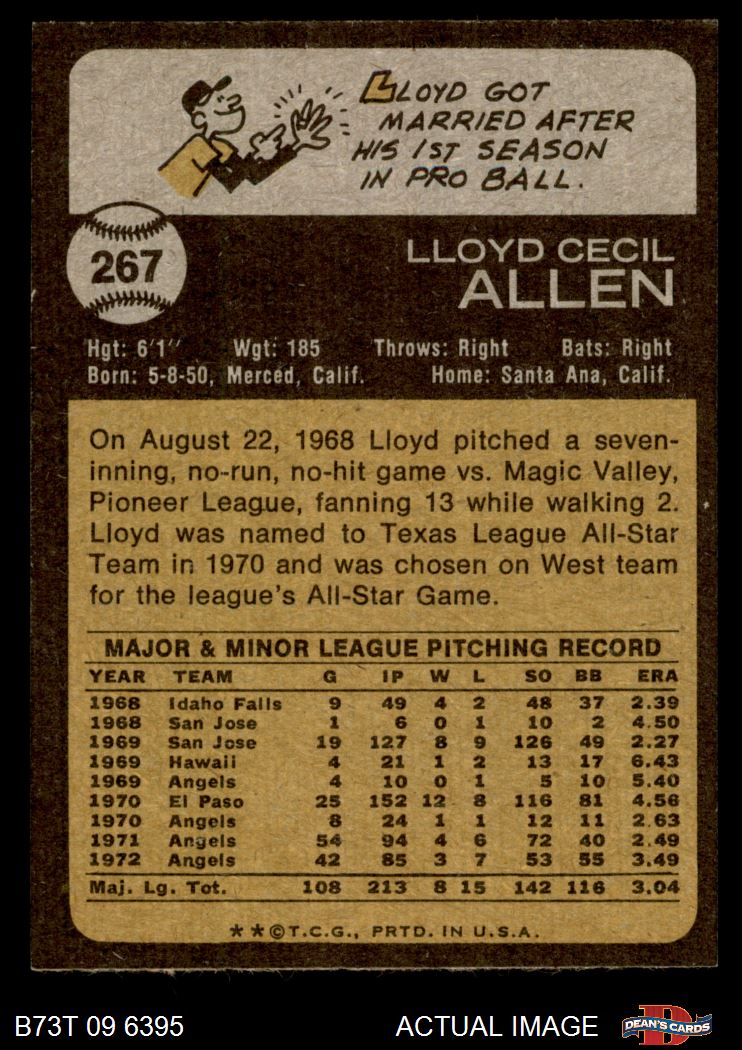 LLOYD GOT
MARRIED AFTER
HIS 1ST SEASON
IN PRO BALL.
267
LLOYD CECIL
ALLEN
Hgt: 6'1" Wgt: 185 Throws: Right Bats: Right
Born: 5-8-50, Merced, Calif. Home: Santa Ana, Calif.
On August 22, 1968 Lloyd pitched a seven-
inning, no-run, no-hit game vs. Magic Valley,
Pioneer League, fanning 13 while walking 2.
Lloyd was named to Texas League All-Star
Team in 1970 and was chosen on West team
for the league's All-Star Game.
MAJOR & MINOR LEAGUE PITCHING RECORD
YEAR TEAM G IP W L SO BB ERA
1968 Idaho Falls 9 49 4 2 48 37 2.39
1968 San Jose 1 6 0 1 10 2 4.50
1969 San Jose 19 127 8 9 126 49 2.27
1969 Hawaii 4 21 1 2 13 17 6.43
1969 Angels 4 10 0 1 5 10 5.40
1970 El Paso 25 152 12 8 116 81 4.56
1970 Angels 8 24 1 1 12 11 2.63
1971 Angels 54 94 4 6 72 40 2.49
1972 Angels 42 85 3 7 53 55 3.49
Maj. Lg. Tot. 108 213 8 15 142 116 3.04
**©T.C.G., PRTD. IN U.S.A.
B73T 09 6395 ACTUAL IMAGE
D
DEAN'S CARDS